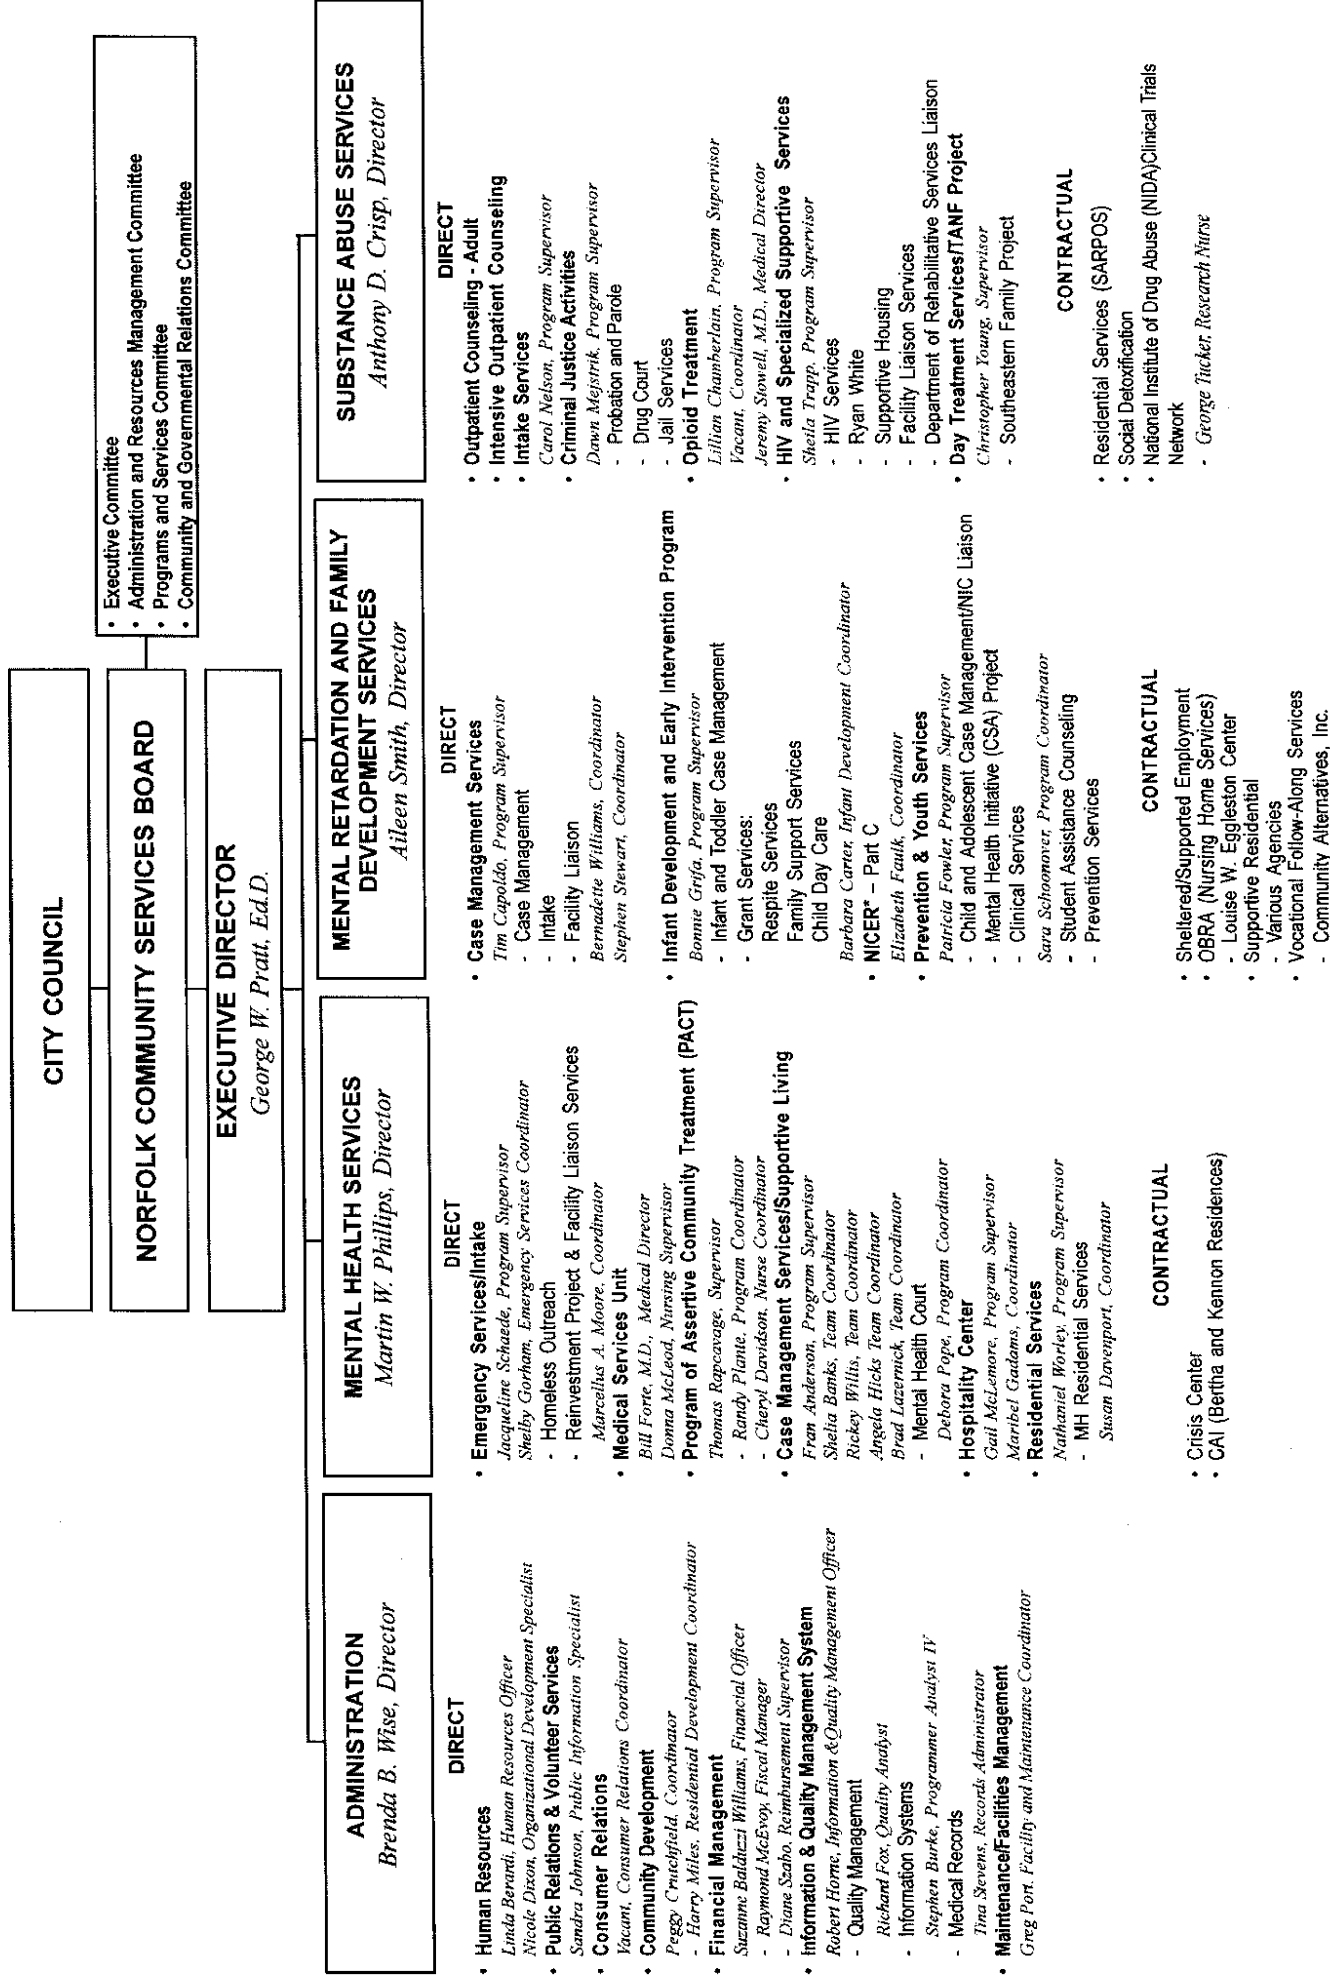 CITY COUNCIL
NORFOLK COMMUNITY SERVICES BOARD
• Executive Committee
• Administration and Resources Management Committee
• Programs and Services Committee
• Community and Governmental Relations Committee
EXECUTIVE DIRECTOR
George W. Pratt, Ed.D.
ADMINISTRATION
Brenda B. Wise, Director
DIRECT
• Human Resources
Linda Berardi, Human Resources Officer
Nicole Dixon, Organizational Development Specialist
• Public Relations & Volunteer Services
Sandra Johnson, Public Information Specialist
• Consumer Relations
Vacant, Consumer Relations Coordinator
• Community Development
Peggy Crutchfield, Coordinator
- Harry Miles, Residential Development Coordinator
• Financial Management
Suzanne Balduzzi Williams, Financial Officer
- Raymond McEvoy, Fiscal Manager
- Diane Szabo, Reimbursement Supervisor
• Information & Quality Management System
Robert Horne, Information &Quality Management Officer
- Quality Management
Richard Fox, Quality Analyst
- Information Systems
Stephen Burke, Programmer Analyst IV
- Medical Records
Tina Stevens, Records Administrator
• Maintenance/Facilities Management
Greg Port, Facility and Maintenance Coordinator
MENTAL HEALTH SERVICES
Martin W. Phillips, Director
DIRECT
• Emergency Services/Intake
Jacqueline Schaede, Program Supervisor
Shelby Gorham, Emergency Services Coordinator
- Homeless Outreach
- Reinvestment Project & Facility Liaison Services
Marcellus A. Moore, Coordinator
• Medical Services Unit
Bill Fore, M.D., Medical Director
Donna McLeod, Nursing Supervisor
• Program of Assertive Community Treatment (PACT)
Thomas Rapcavage, Supervisor
- Randy Plante, Program Coordinator
- Cheryl Davidson, Nurse Coordinator
• Case Management Services/Supportive Living
Fran Anderson, Program Supervisor
Shelia Banks, Team Coordinator
Rickey Willis, Team Coordinator
Angela Hicks Team Coordinator
Brad Lazernick, Team Coordinator
- Mental Health Court
Debora Pope, Program Coordinator
• Hospitality Center
Gail McLemore, Program Supervisor
Maribel Gadams, Coordinator
• Residential Services
Nathaniel Worley, Program Supervisor
- MH Residential Services
Susan Davenport, Coordinator
CONTRACTUAL
• Crisis Center
• CAI (Bertha and Kennon Residences)
MENTAL RETARDATION AND FAMILY
DEVELOPMENT SERVICES
Aileen Smith, Director
DIRECT
• Case Management Services
Tim Capoldo, Program Supervisor
- Case Management
- Intake
- Facility Liaison
Bernadette Williams, Coordinator
Stephen Stewart, Coordinator
• Infant Development and Early Intervention Program
Bonnie Grifa, Program Supervisor
- Infant and Toddler Case Management
- Grant Services:
Respite Services
Family Support Services
Child Day Care
Barbara Carter, Infant Development Coordinator
• NICER* – Part C
Elizabeth Faulk, Coordinator
• Prevention & Youth Services
Patricia Fowler, Program Supervisor
- Child and Adolescent Case Management/NIC Liaison
- Mental Health Initiative (CSA) Project
- Clinical Services
Sara Schoonover, Program Coordinator
- Student Assistance Counseling
- Prevention Services
CONTRACTUAL
• Sheltered/Supported Employment
• OBRA (Nursing Home Services)
- Louise W. Eggleston Center
• Supportive Residential
- Various Agencies
• Vocational Follow-Along Services
- Community Alternatives, Inc.
SUBSTANCE ABUSE SERVICES
Anthony D. Crisp, Director
DIRECT
• Outpatient Counseling - Adult
• Intensive Outpatient Counseling
• Intake Services
Carol Nelson, Program Supervisor
• Criminal Justice Activities
Dawn Mejstrik, Program Supervisor
- Probation and Parole
- Drug Court
- Jail Services
• Opioid Treatment
Lillian Chamberlain, Program Supervisor
Vacant, Coordinator
Jeremy Stowell, M.D., Medical Director
• HIV and Specialized Supportive Services
Sheila Trapp, Program Supervisor
- HIV Services
- Ryan White
- Supportive Housing
- Facility Liaison Services
- Department of Rehabilitative Services Liaison
• Day Treatment Services/TANF Project
Christopher Young, Supervisor
- Southeastern Family Project
CONTRACTUAL
• Residential Services (SARPOS)
• Social Detoxification
• National Institute of Drug Abuse (NIDA)Clinical Trials
Network
- George Tucker, Research Nurse